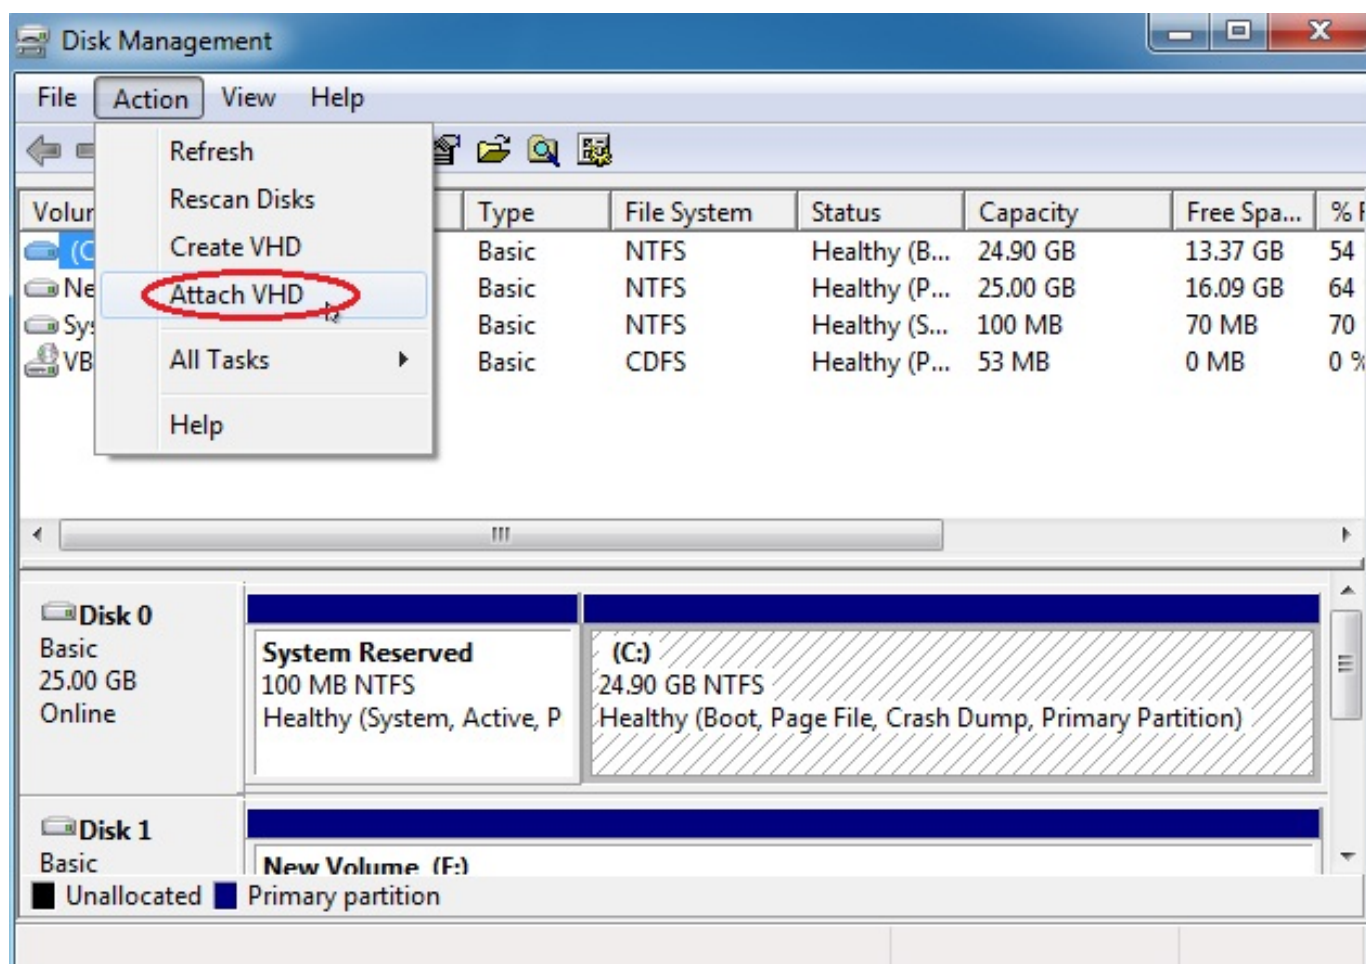 Disk Management
File Action View Help
Refresh
Rescan Disks
Create VHD
Attach VHD
All Tasks
Help
Volur Type File System Status Capacity Free Spa... % F
(C Basic NTFS Healthy (B... 24.90 GB 13.37 GB 54
Ne Basic NTFS Healthy (P... 25.00 GB 16.09 GB 64
Sys Basic NTFS Healthy (S... 100 MB 70 MB 70
VB Basic CDFS Healthy (P... 53 MB 0 MB 0 %
Disk 0
Basic
25.00 GB
Online
System Reserved
100 MB NTFS
Healthy (System, Active, P
(C:)
24.90 GB NTFS
Healthy (Boot, Page File, Crash Dump, Primary Partition)
Disk 1
Basic
New Volume (F:)
Unallocated Primary partition